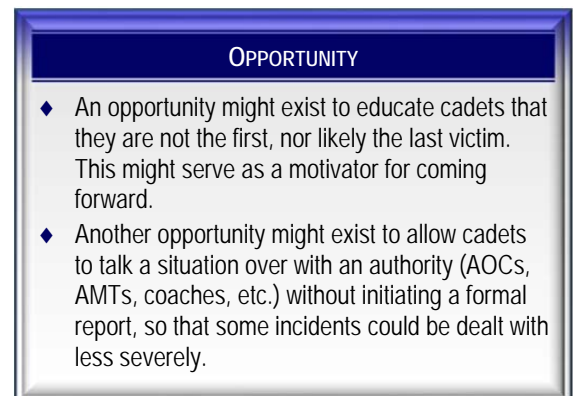 OPPORTUNITY
♦ An opportunity might exist to educate cadets that
they are not the first, nor likely the last victim.
This might serve as a motivator for coming
forward.
♦ Another opportunity might exist to allow cadets
to talk a situation over with an authority (AOCs,
AMTs, coaches, etc.) without initiating a formal
report, so that some incidents could be dealt with
less severely.